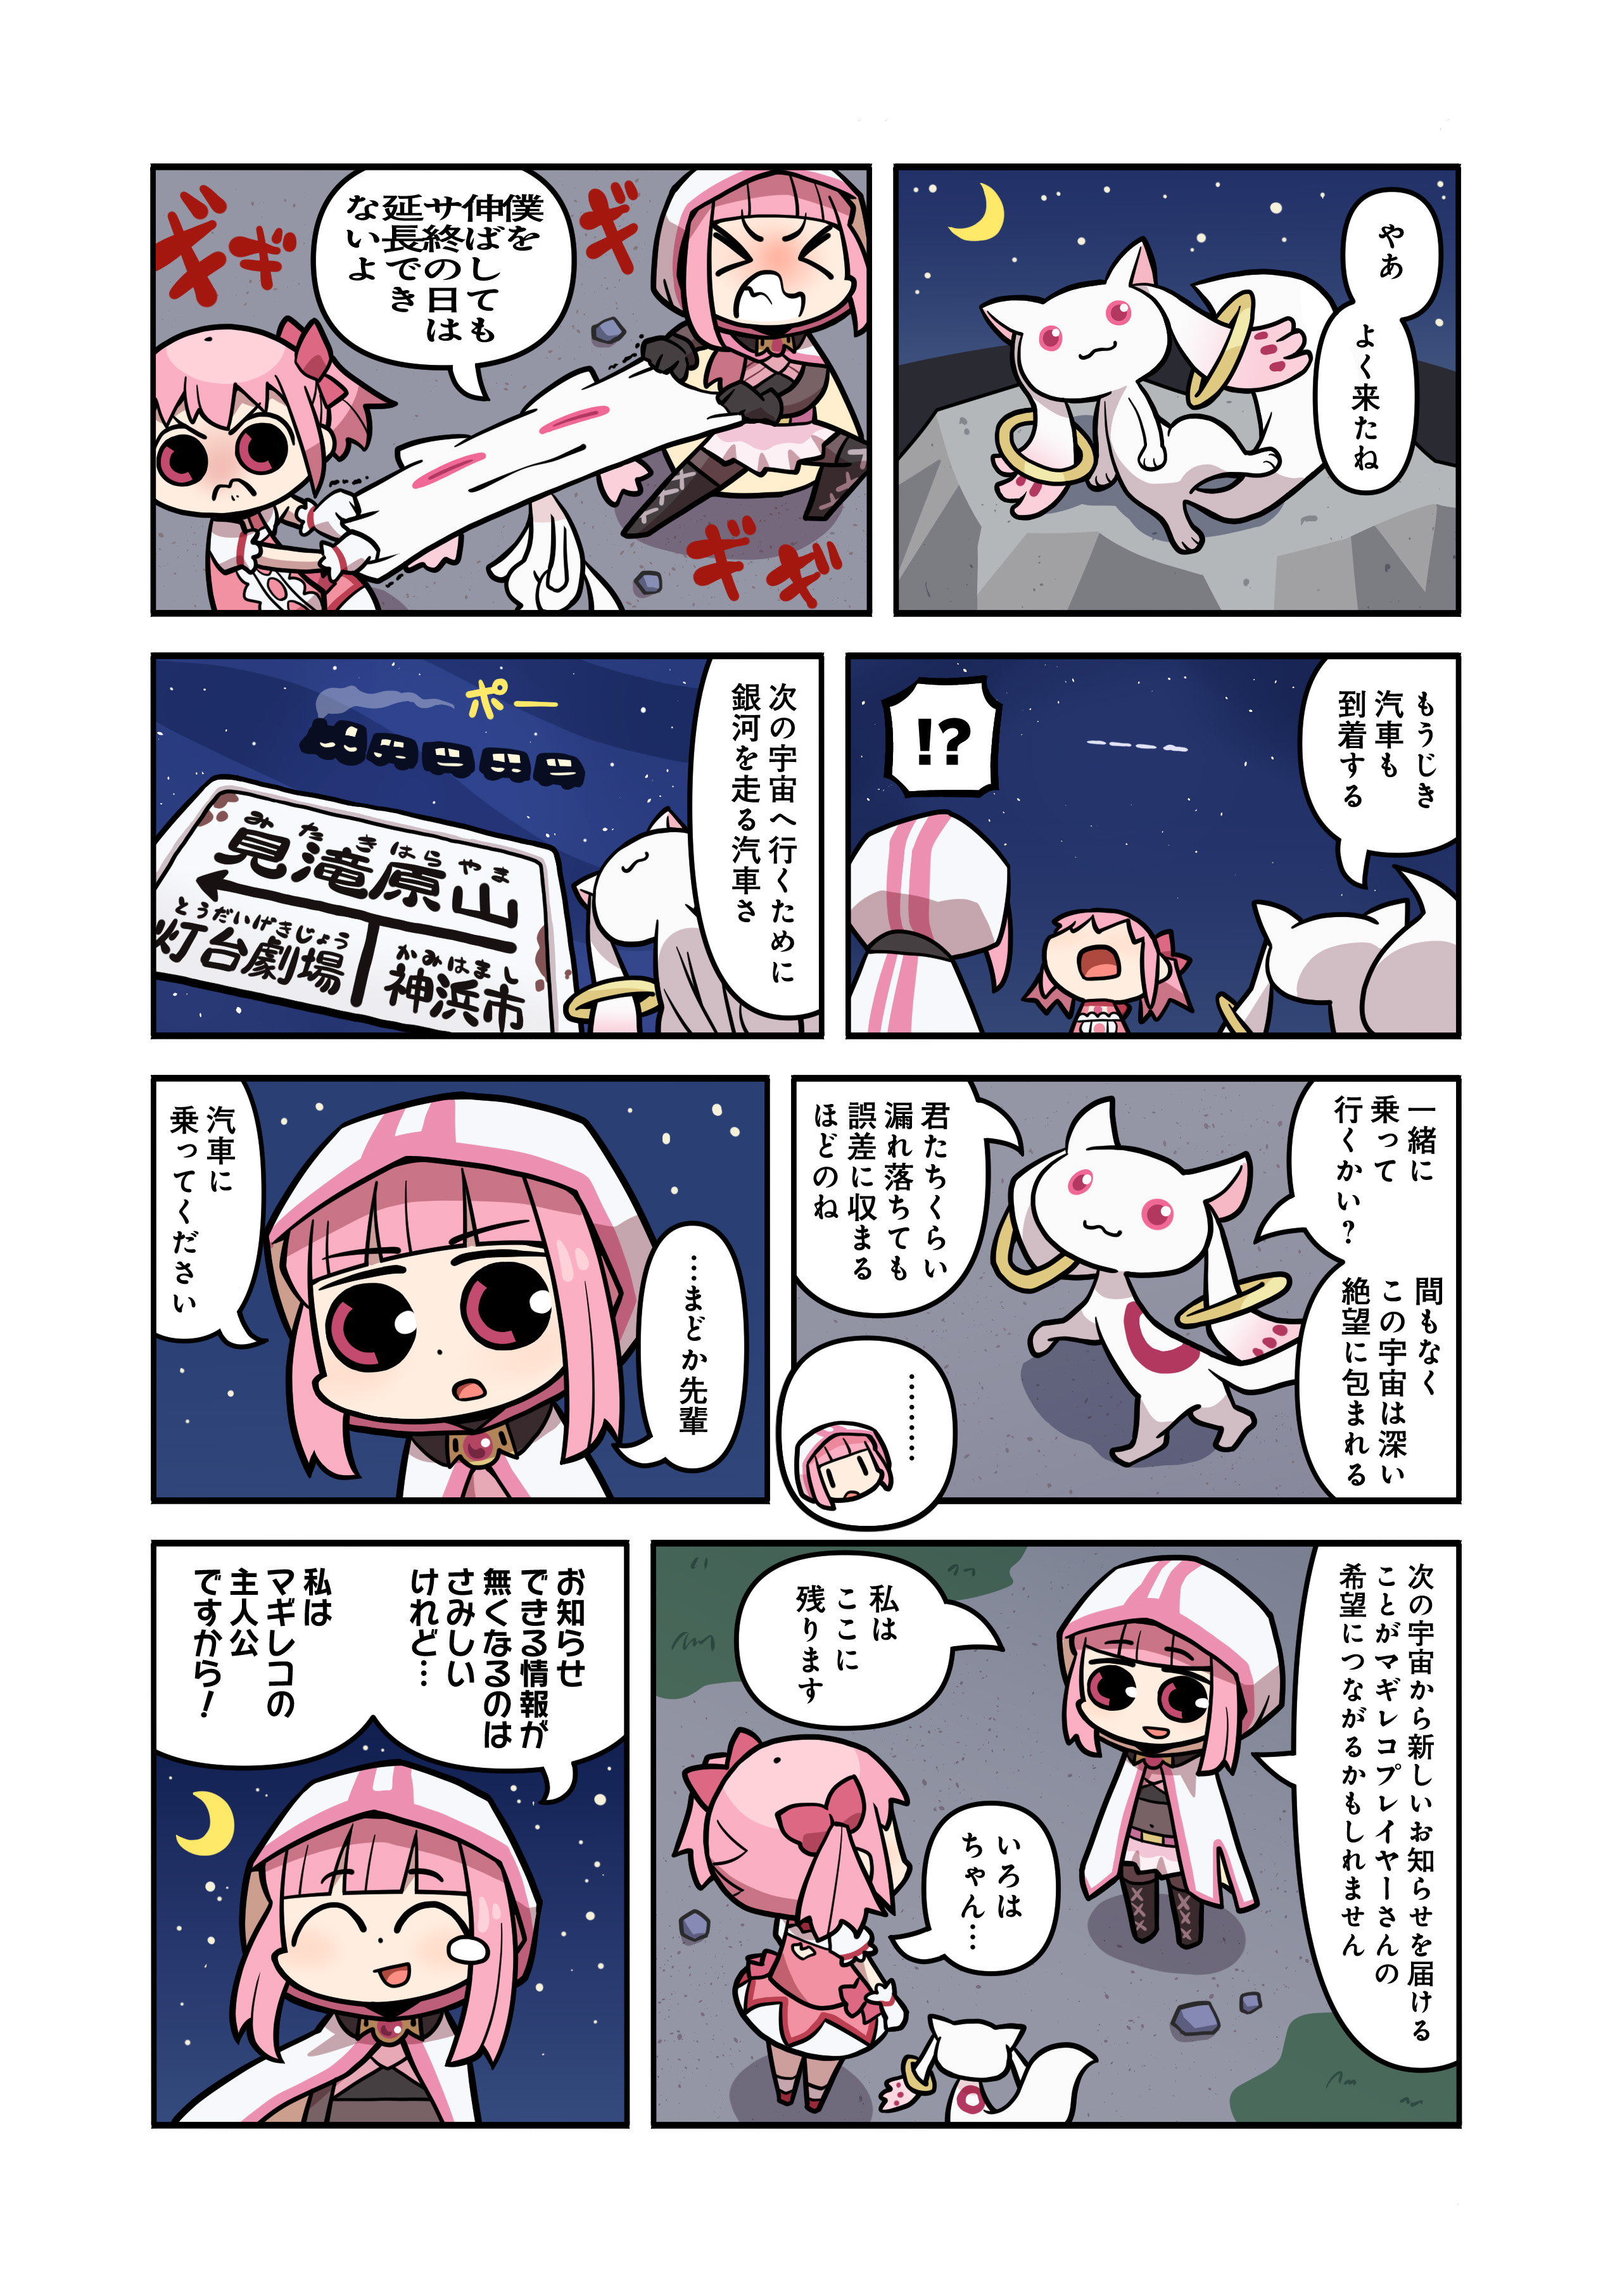 やあ
よく来たね
僕を
伸ばしても
サ終の日は
延長でき
ないよ
ギギギ
ギ
ギギ
もうじき
汽車も
到着する
!?
次の宇宙へ行くために
銀河を走る汽車さ
ポー
みたきはらやま
見滝原山
とうだいげきじょう
灯台劇場
かみはまし
神浜市
一緒に
乗って
行くかい?
間もなく
この宇宙は深い
絶望に包まれる
君たちくらい
漏れ落ちても
誤差に収まる
ほどのね
………
…まどか先輩
汽車に
乗ってください
次の宇宙から新しいお知らせを届ける
ことがマギレコプレイヤーさんの
希望につながるかもしれません
私は
ここに
残ります
いろは
ちゃん…
お知らせ
できる情報が
無くなるのは
さみしい
けれど…
私は
マギレコの
主人公
ですから!